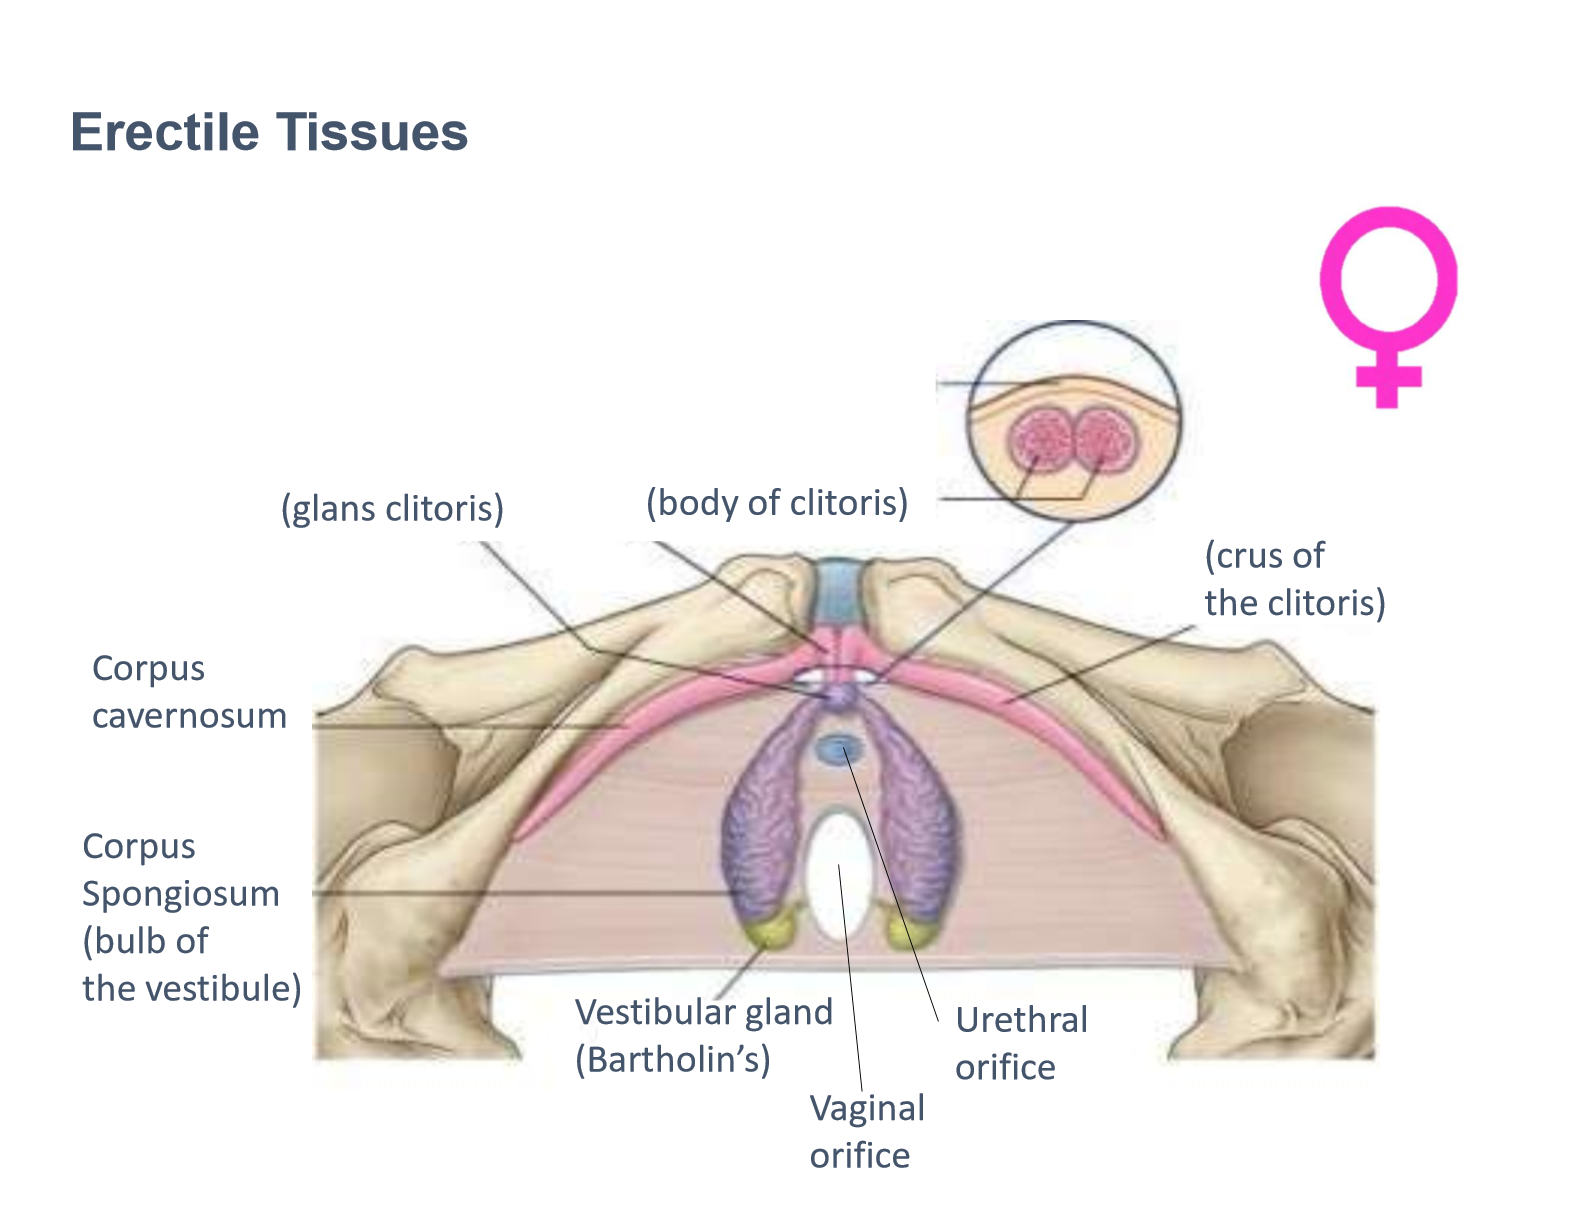 Erectile Tissues
(glans clitoris)
(body of clitoris)
(crus of
the clitoris)
Corpus
cavernosum
Corpus
Spongiosum
(bulb of
the vestibule)
Vestibular gland
(Bartholin’s)
Urethral
orifice
Vaginal
orifice